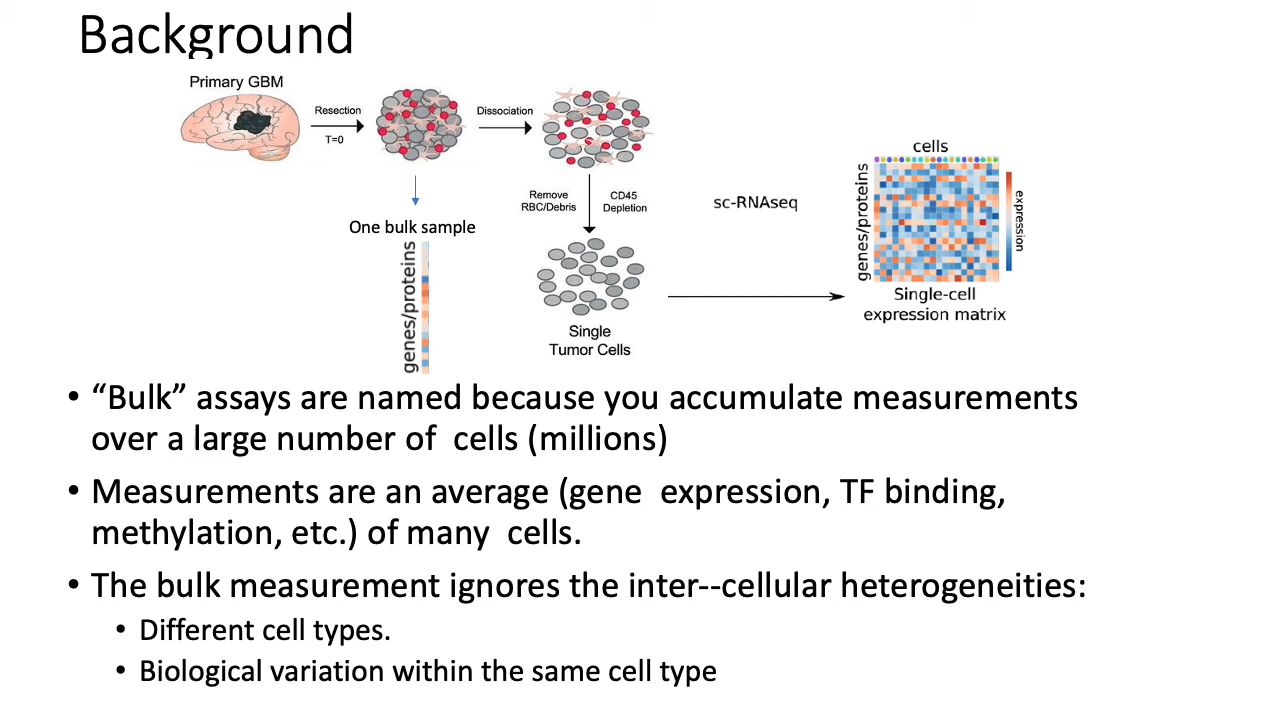 Background
Primary GBM
Resection
T=0
Dissociation
One bulk sample
genes/proteins
Remove
RBC/Debris
CD45
Depletion
Single
Tumor Cells
sc-RNAseq
cells
genes/proteins
expression
Single-cell
expression matrix
• “Bulk” assays are named because you accumulate measurements
over a large number of  cells (millions)
• Measurements are an average (gene  expression, TF binding,
methylation, etc.) of many  cells.
• The bulk measurement ignores the inter--cellular heterogeneities:
• Different cell types.
• Biological variation within the same cell type